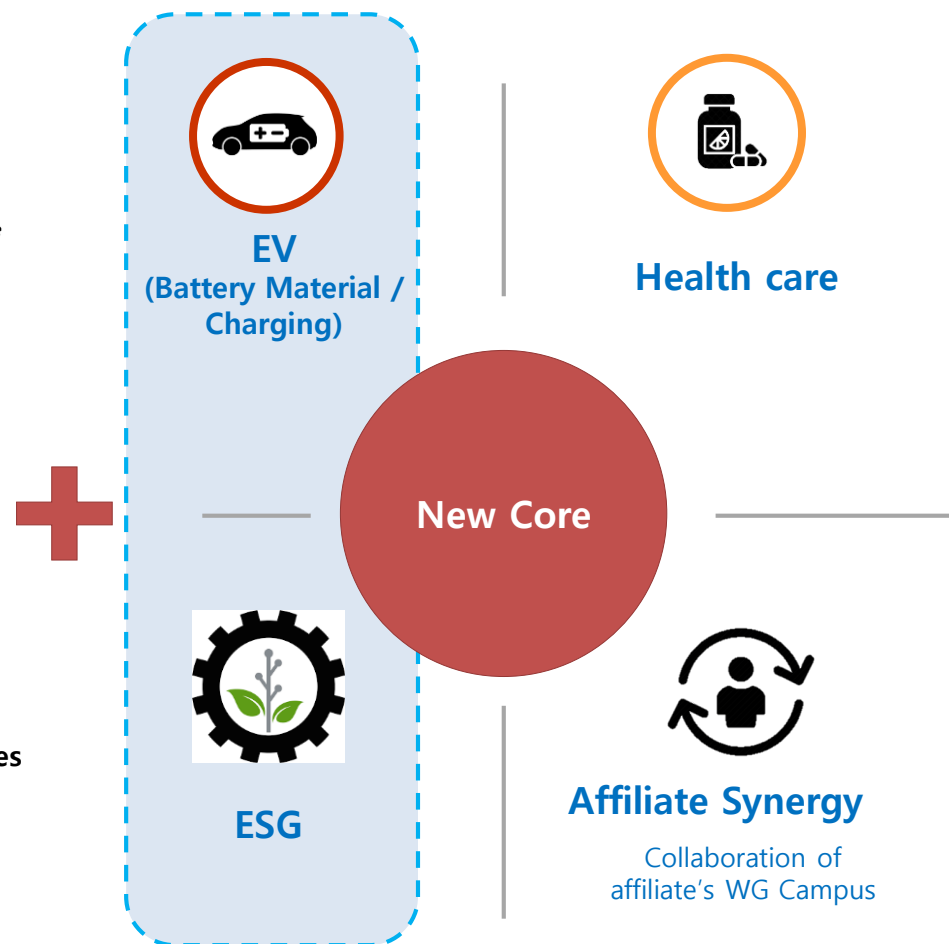 EV
(Battery Material /
Charging)
Health care
New Core
ESG
Affiliate Synergy
Collaboration of
affiliate's WG Campus